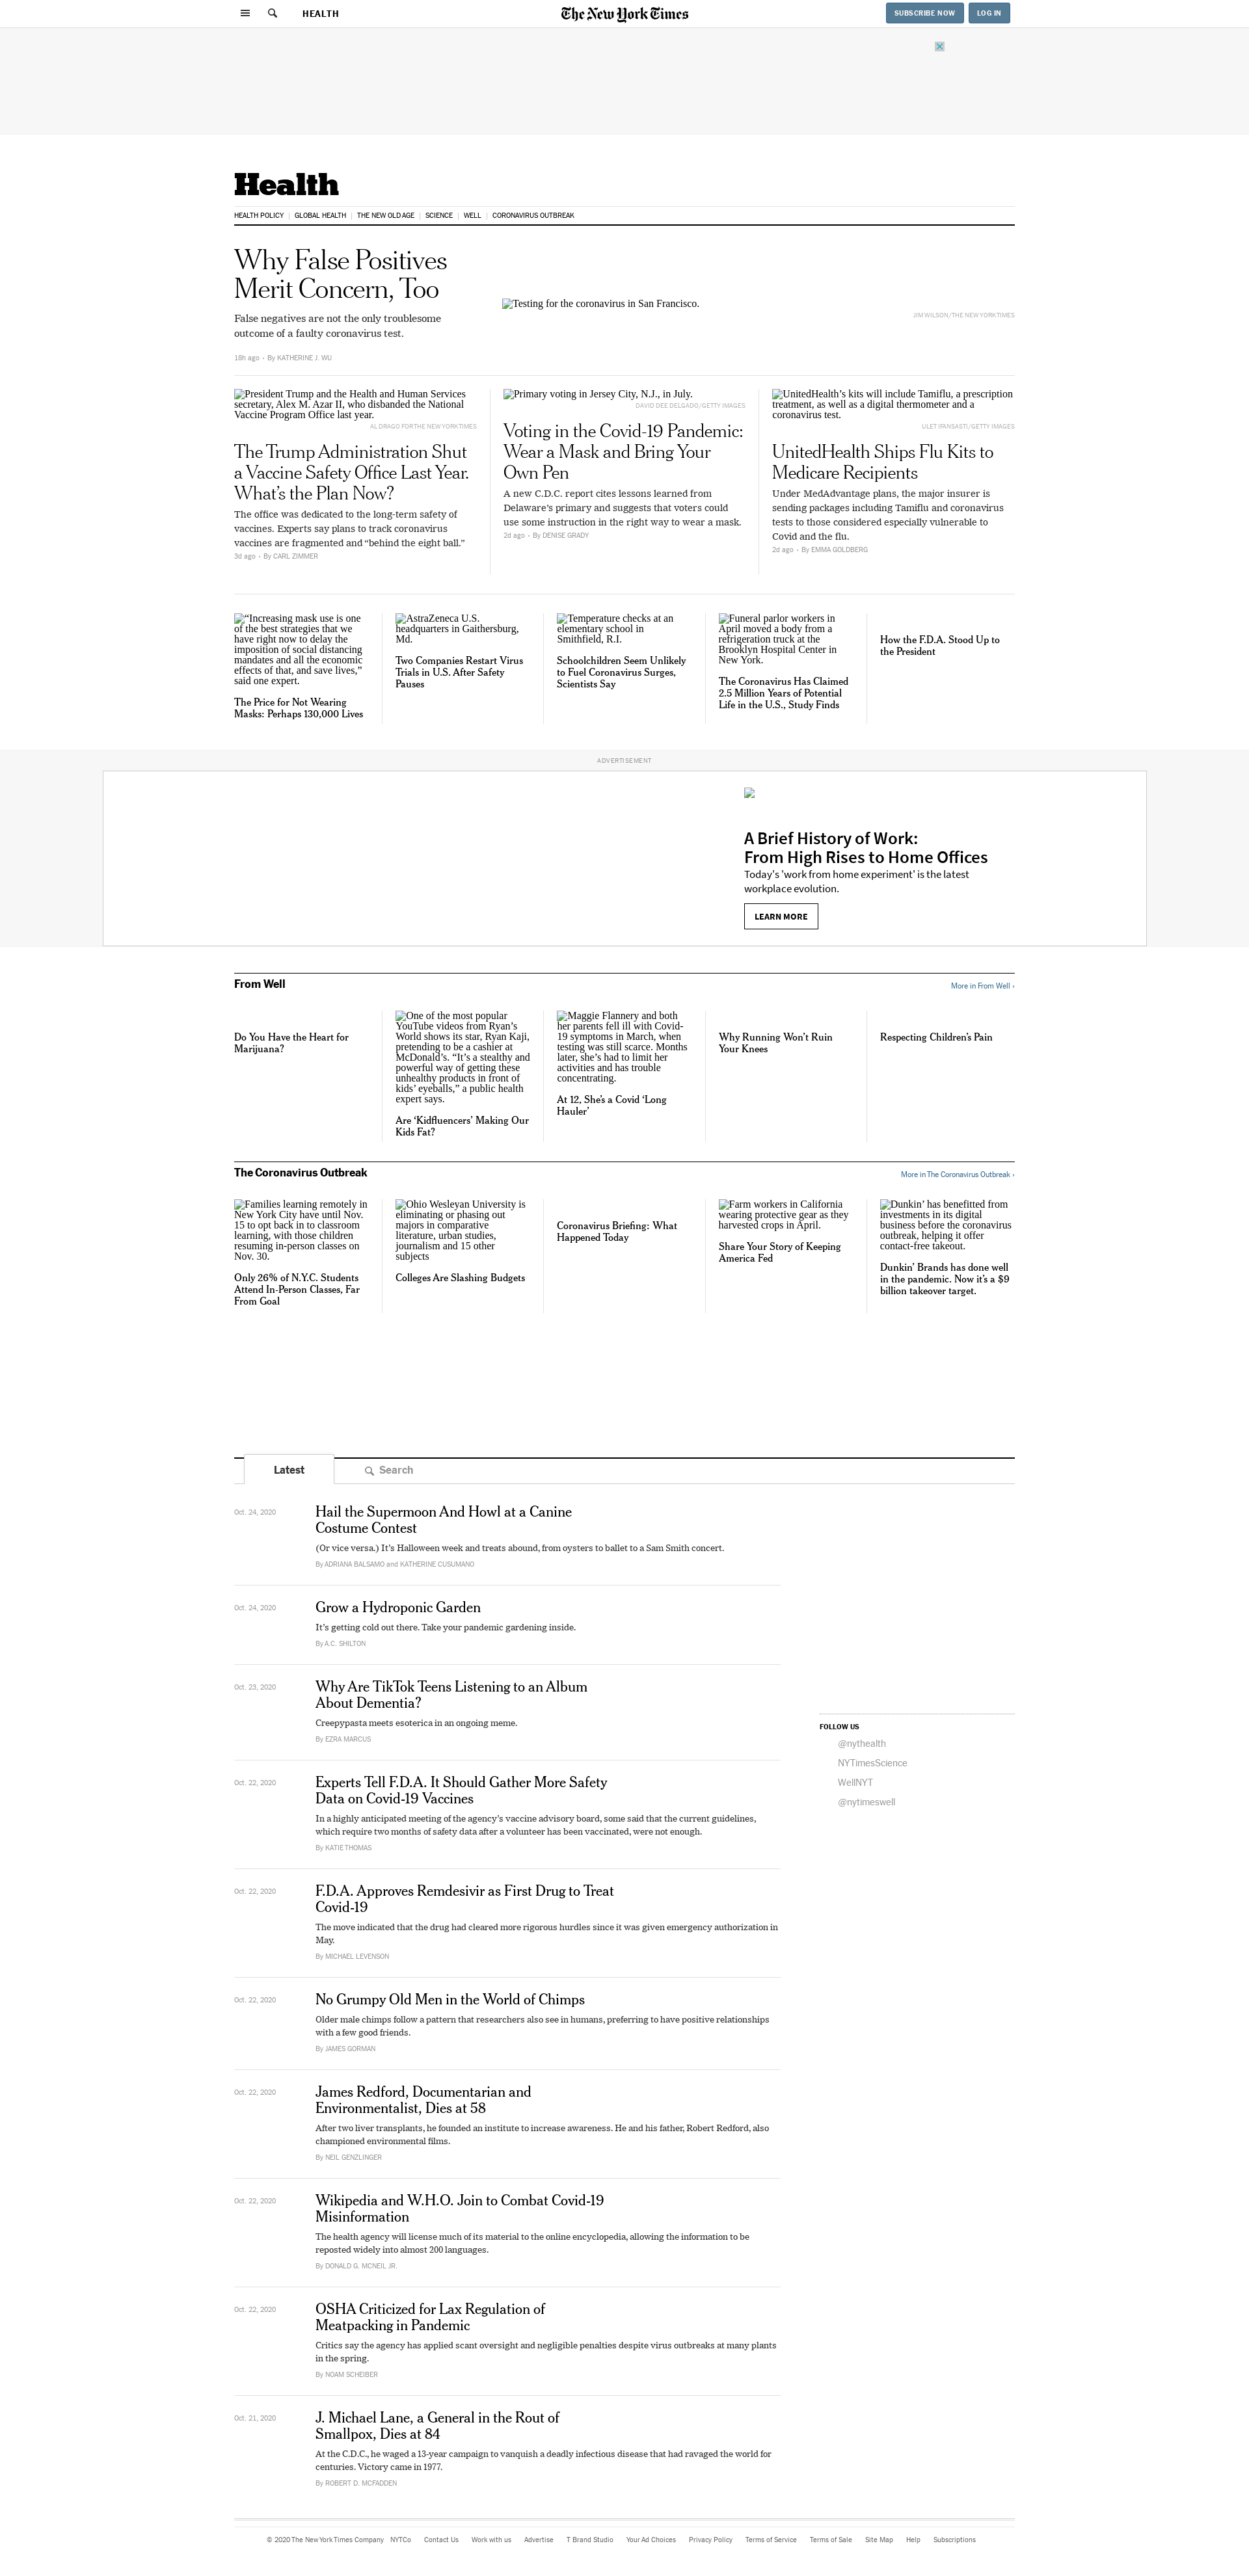 HEALTH
The New York Times
SUBSCRIBE NOW
LOG IN
Health
HEALTH POLICY | GLOBAL HEALTH | THE NEW OLD AGE | SCIENCE | WELL | CORONAVIRUS OUTBREAK
Why False Positives
Merit Concern, Too
False negatives are not the only troublesome
outcome of a faulty coronavirus test.
18h ago • By KATHERINE J. WU
Testing for the coronavirus in San Francisco.
JIM WILSON/THE NEW YORK TIMES
President Trump and the Health and Human Services
secretary, Alex M. Azar II, who disbanded the National
Vaccine Program Office last year.
AL DRAGO FOR THE NEW YORK TIMES
The Trump Administration Shut
a Vaccine Safety Office Last Year.
What’s the Plan Now?
The office was dedicated to the long-term safety of
vaccines. Experts say plans to track coronavirus
vaccines are fragmented and “behind the eight ball.”
3d ago • By CARL ZIMMER
Primary voting in Jersey City, N.J., in July.
DAVID DEE DELGADO/GETTY IMAGES
Voting in the Covid-19 Pandemic:
Wear a Mask and Bring Your
Own Pen
A new C.D.C. report cites lessons learned from
Delaware’s primary and suggests that voters could
use some instruction in the right way to wear a mask.
2d ago • By DENISE GRADY
UnitedHealth’s kits will include Tamiflu, a prescription
treatment, as well as a digital thermometer and a
coronavirus test.
ULET IFANSASTI/GETTY IMAGES
UnitedHealth Ships Flu Kits to
Medicare Recipients
Under MedAdvantage plans, the major insurer is
sending packages including Tamiflu and coronavirus
tests to those considered especially vulnerable to
Covid and the flu.
2d ago • By EMMA GOLDBERG
“Increasing mask use is one
of the best strategies that we
have right now to delay the
imposition of social distancing
mandates and all the economic
effects of that, and save lives,”
said one expert.
The Price for Not Wearing
Masks: Perhaps 130,000 Lives
AstraZeneca U.S.
headquarters in Gaithersburg,
Md.
Two Companies Restart Virus
Trials in U.S. After Safety
Pauses
Temperature checks at an
elementary school in
Smithfield, R.I.
Schoolchildren Seem Unlikely
to Fuel Coronavirus Surges,
Scientists Say
Funeral parlor workers in
April moved a body from a
refrigeration truck at the
Brooklyn Hospital Center in
New York.
The Coronavirus Has Claimed
2.5 Million Years of Potential
Life in the U.S., Study Finds
How the F.D.A. Stood Up to
the President
ADVERTISEMENT
A Brief History of Work:
From High Rises to Home Offices
Today's 'work from home experiment' is the latest
workplace evolution.
LEARN MORE
From Well
More in From Well ›
Do You Have the Heart for
Marijuana?
One of the most popular
YouTube videos from Ryan’s
World shows its star, Ryan Kaji,
pretending to be a cashier at
McDonald’s. “It’s a stealthy and
powerful way of getting these
unhealthy products in front of
kids’ eyeballs,” a public health
expert says.
Are ‘Kidfluencers’ Making Our
Kids Fat?
Maggie Flannery and both
her parents fell ill with Covid-
19 symptoms in March, when
testing was still scarce. Months
later, she’s had to limit her
activities and has trouble
concentrating.
At 12, She’s a Covid ‘Long
Hauler’
Why Running Won’t Ruin
Your Knees
Respecting Children’s Pain
The Coronavirus Outbreak
More in The Coronavirus Outbreak ›
Families learning remotely in
New York City have until Nov.
15 to opt back in to classroom
learning, with those children
resuming in-person classes on
Nov. 30.
Only 26% of N.Y.C. Students
Attend In-Person Classes, Far
From Goal
Ohio Wesleyan University is
eliminating or phasing out
majors in comparative
literature, urban studies,
journalism and 15 other
subjects
Colleges Are Slashing Budgets
Coronavirus Briefing: What
Happened Today
Farm workers in California
wearing protective gear as they
harvested crops in April.
Share Your Story of Keeping
America Fed
Dunkin’ has benefitted from
investments in its digital
business before the coronavirus
outbreak, helping it offer
contact-free takeout.
Dunkin’ Brands has done well
in the pandemic. Now it’s a $9
billion takeover target.
Latest
Search
Oct. 24, 2020
Hail the Supermoon And Howl at a Canine
Costume Contest
(Or vice versa.) It’s Halloween week and treats abound, from oysters to ballet to a Sam Smith concert.
By ADRIANA BALSAMO and KATHERINE CUSUMANO
Oct. 24, 2020
Grow a Hydroponic Garden
It’s getting cold out there. Take your pandemic gardening inside.
By A.C. SHILTON
Oct. 23, 2020
Why Are TikTok Teens Listening to an Album
About Dementia?
Creepypasta meets esoterica in an ongoing meme.
By EZRA MARCUS
Oct. 22, 2020
Experts Tell F.D.A. It Should Gather More Safety
Data on Covid-19 Vaccines
In a highly anticipated meeting of the agency’s vaccine advisory board, some said that the current guidelines,
which require two months of safety data after a volunteer has been vaccinated, were not enough.
By KATIE THOMAS
Oct. 22, 2020
F.D.A. Approves Remdesivir as First Drug to Treat
Covid-19
The move indicated that the drug had cleared more rigorous hurdles since it was given emergency authorization in
May.
By MICHAEL LEVENSON
Oct. 22, 2020
No Grumpy Old Men in the World of Chimps
Older male chimps follow a pattern that researchers also see in humans, preferring to have positive relationships
with a few good friends.
By JAMES GORMAN
Oct. 22, 2020
James Redford, Documentarian and
Environmentalist, Dies at 58
After two liver transplants, he founded an institute to increase awareness. He and his father, Robert Redford, also
championed environmental films.
By NEIL GENZLINGER
Oct. 22, 2020
Wikipedia and W.H.O. Join to Combat Covid-19
Misinformation
The health agency will license much of its material to the online encyclopedia, allowing the information to be
reposted widely into almost 200 languages.
By DONALD G. MCNEIL JR.
Oct. 22, 2020
OSHA Criticized for Lax Regulation of
Meatpacking in Pandemic
Critics say the agency has applied scant oversight and negligible penalties despite virus outbreaks at many plants
in the spring.
By NOAM SCHEIBER
Oct. 21, 2020
J. Michael Lane, a General in the Rout of
Smallpox, Dies at 84
At the C.D.C., he waged a 13-year campaign to vanquish a deadly infectious disease that had ravaged the world for
centuries. Victory came in 1977.
By ROBERT D. MCFADDEN
FOLLOW US
@nythealth
NYTimesScience
WellNYT
@nytimeswell
© 2020 The New York Times Company NYTCo Contact Us Work with us Advertise T Brand Studio Your Ad Choices Privacy Policy Terms of Service Terms of Sale Site Map Help Subscriptions